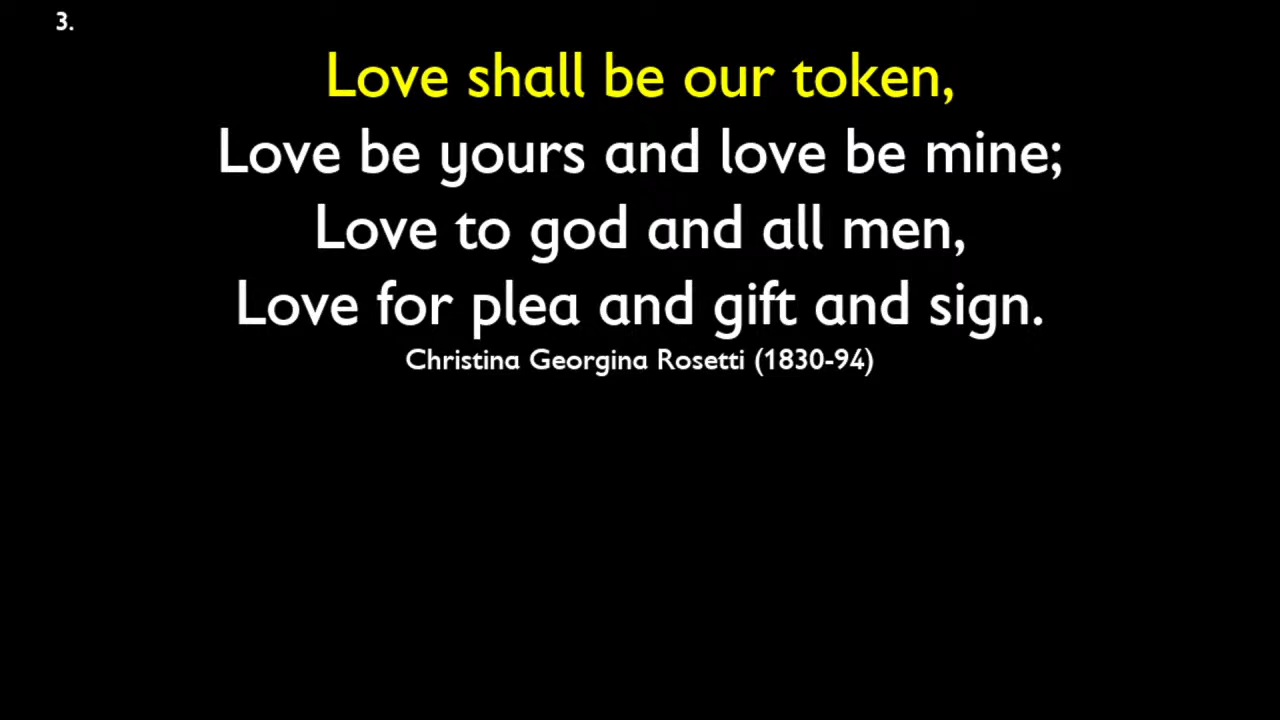 3.
Love shall be our token,
Love be yours and love be mine;
Love to god and all men,
Love for plea and gift and sign.
Christina Georgina Rosetti (1830-94)